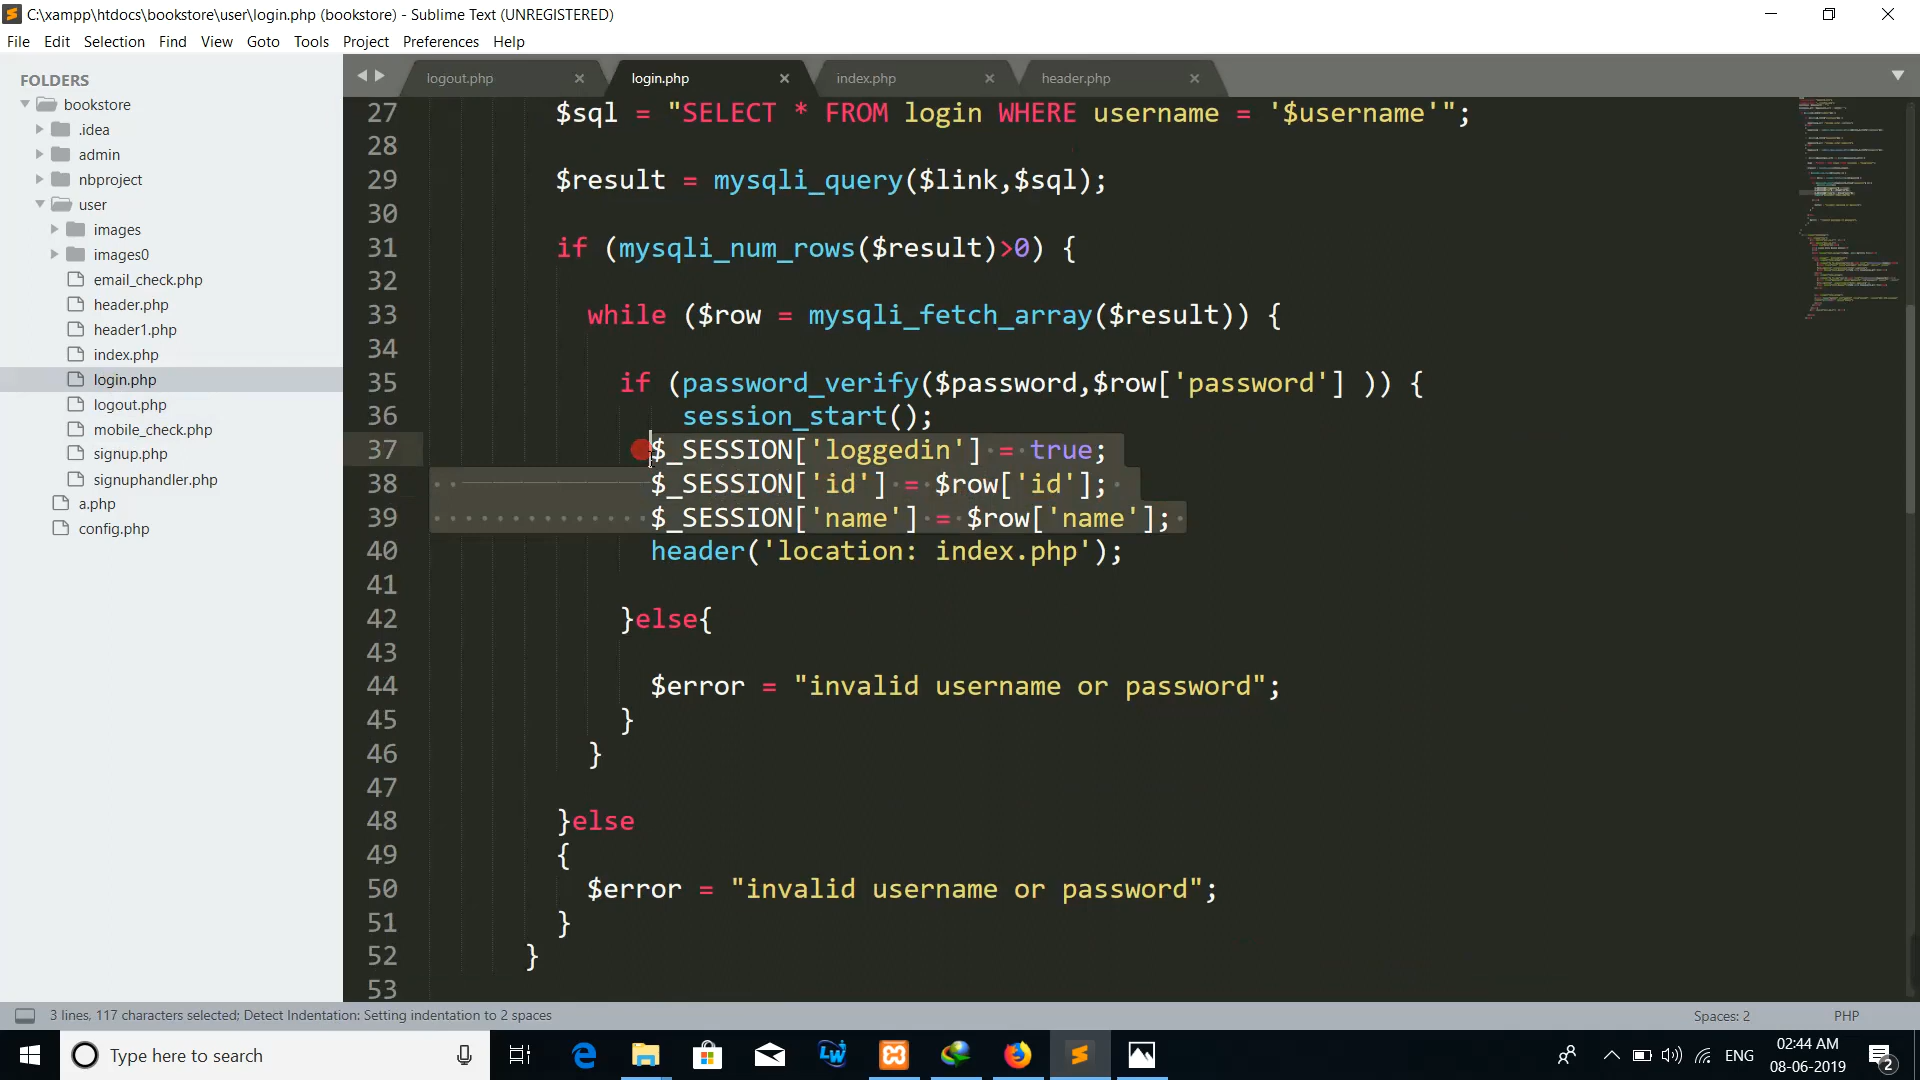 C:\xampp\htdocs\bookstore\user\login.php (bookstore) - Sublime Text (UNREGISTERED)
File Edit Selection Find View Goto Tools Project Preferences Help
FOLDERS
bookstore
.idea
admin
nbproject
user
images
images0
email_check.php
header.php
header1.php
index.php
login.php
logout.php
mobile_check.php
signup.php
signuphandler.php
a.php
config.php
logout.php login.php index.php header.php
27 $sql = "SELECT * FROM login WHERE username = '$username'";
28
29 $result = mysqli_query($link,$sql);
30
31 if (mysqli_num_rows($result)>0) {
32
33 while ($row = mysqli_fetch_array($result)) {
34
35 if (password_verify($password,$row['password'] )) {
36 session_start();
37 $_SESSION['loggedin'] = true;
38 $_SESSION['id'] = $row['id'];
39 $_SESSION['name'] = $row['name'];
40 header('location: index.php');
41
42 }else{
43
44 $error = "invalid username or password";
45 }
46 }
47
48 }else
49 {
50 $error = "invalid username or password";
51 }
52 }
53
3 lines, 117 characters selected; Detect Indentation: Setting indentation to 2 spaces
Spaces: 2 PHP
Type here to search
ENG
02:44 AM
08-06-2019
2